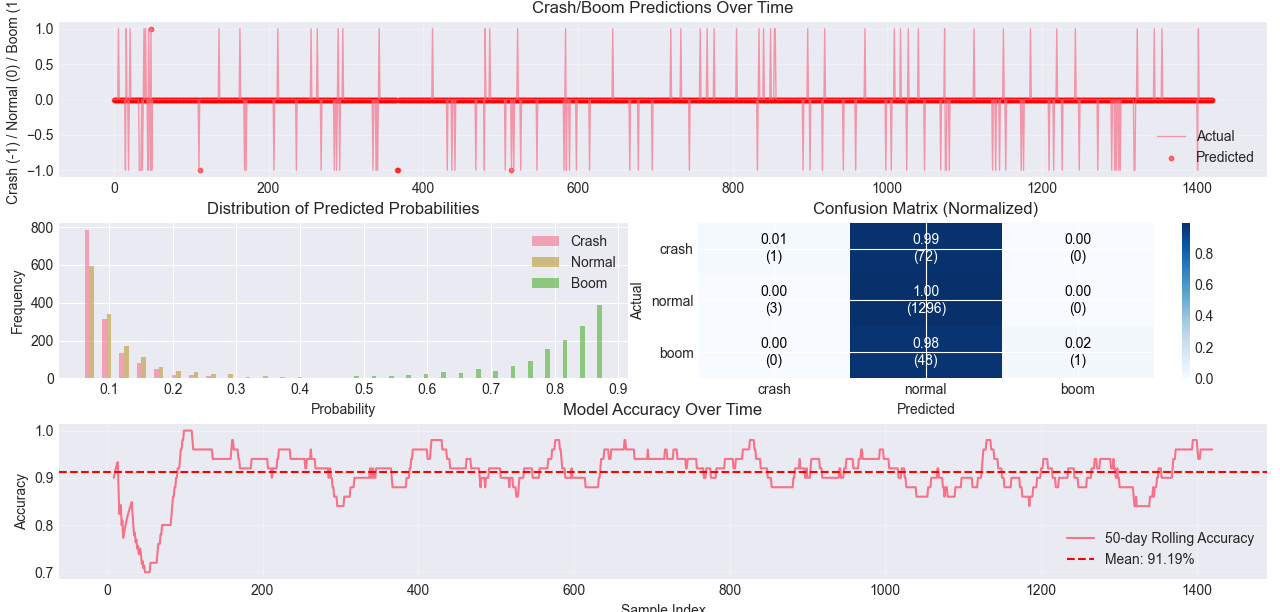 Crash/Boom Predictions Over Time
Crash (-1) / Normal (0) / Boom (1
1.0
0.5
0.0
−0.5
−1.0
Actual
Predicted
0 200 400 600 800 1000 1200 1400
Distribution of Predicted Probabilities
Frequency
800
600
400
200
0
Crash
Normal
Boom
0.1 0.2 0.3 0.4 0.5 0.6 0.7 0.8 0.9
Probability
Confusion Matrix (Normalized)
Actual
crash
normal
boom
0.01 0.99 0.00
(1) (72) (0)
0.00 1.00 0.00
(3) (1296) (0)
0.00 0.98 0.02
(0) (48) (1)
crash normal boom
Predicted
0.8
0.6
0.4
0.2
0.0
Model Accuracy Over Time
Accuracy
1.0
0.9
0.8
0.7
50-day Rolling Accuracy
Mean: 91.19%
0 200 400 600 800 1000 1200 1400
Sample Index